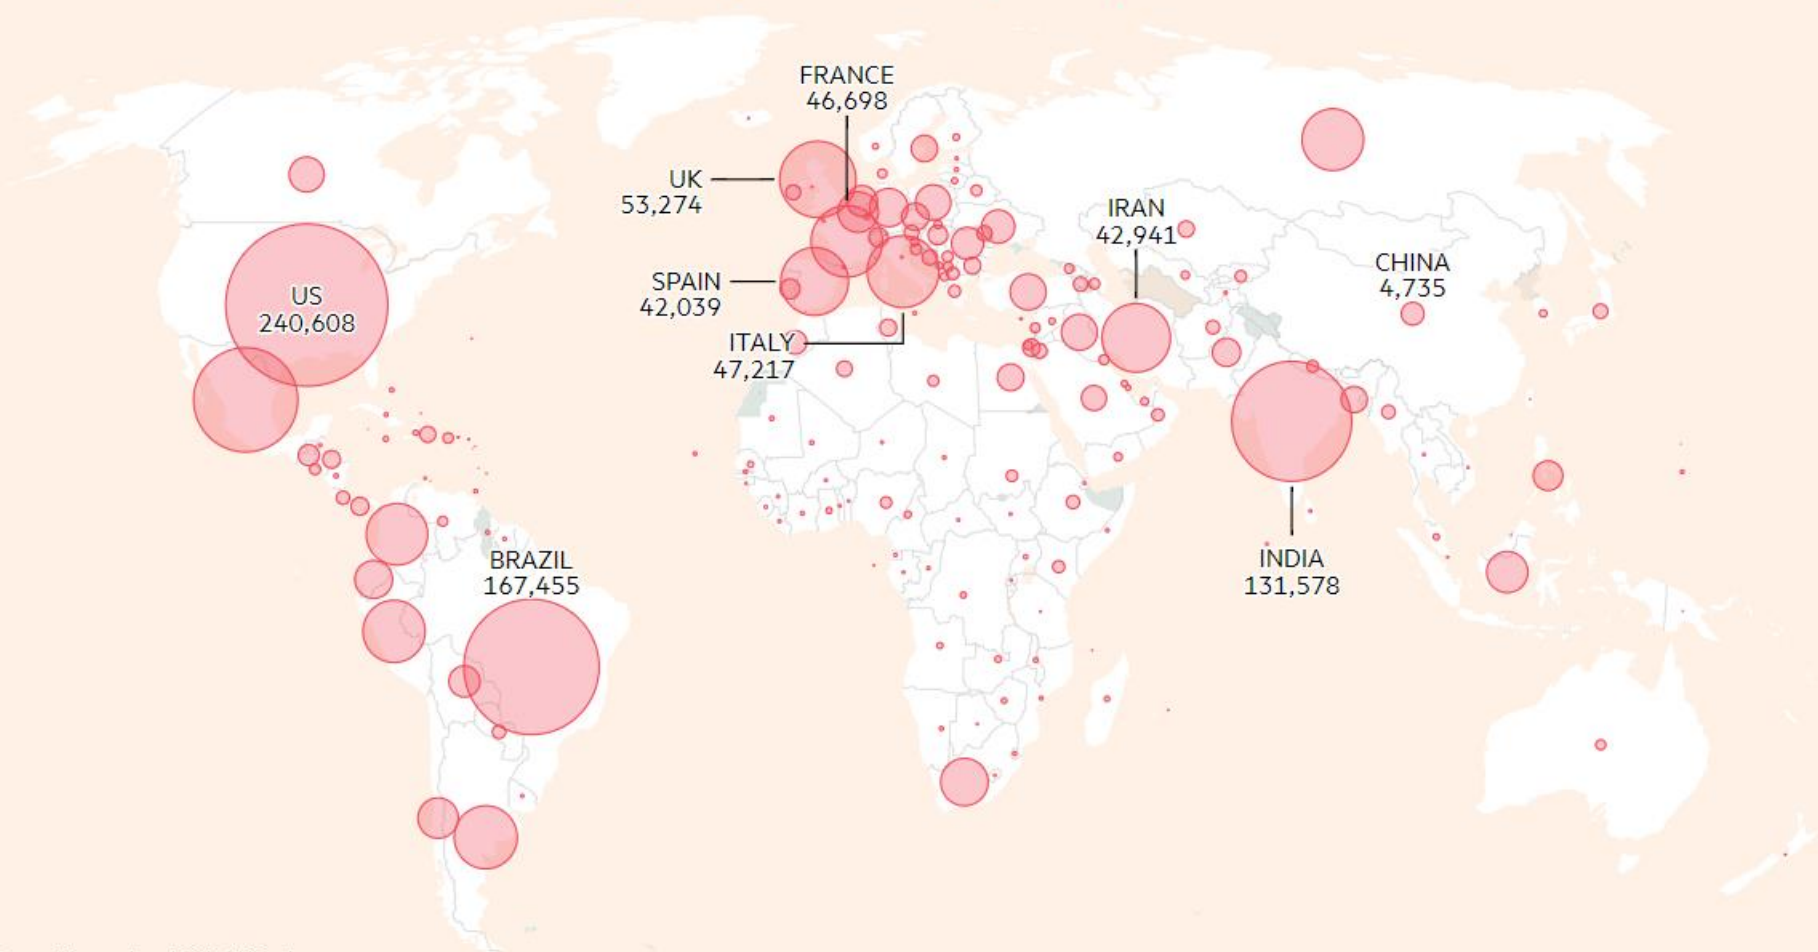 FRANCE
46,698
UK
53,274
IRAN
42,941
CHINA
4,735
SPAIN
42,039
US
240,608
ITALY
47,217
BRAZIL
167,455
INDIA
131,578